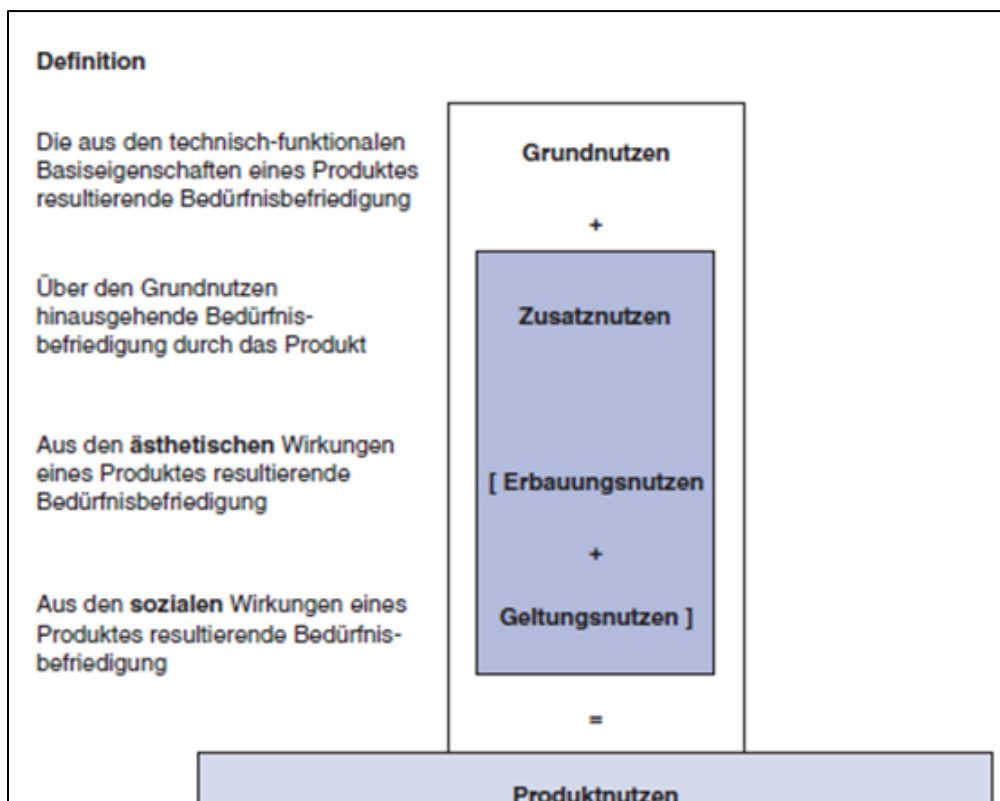 Definition
Die aus den technisch-funktionalen
Basiseigenschaften eines Produktes
resultierende Bedürfnisbefriedigung
Grundnutzen
+
Über den Grundnutzen
hinausgehende Bedürfnis-
befriedigung durch das Produkt
Zusatznutzen
Aus den ästhetischen Wirkungen
eines Produktes resultierende
Bedürfnisbefriedigung
[ Erbauungsnutzen
+
Aus den sozialen Wirkungen eines
Produktes resultierende Bedürfnis-
befriedigung
Geltungsnutzen ]
=
Produktnutzen